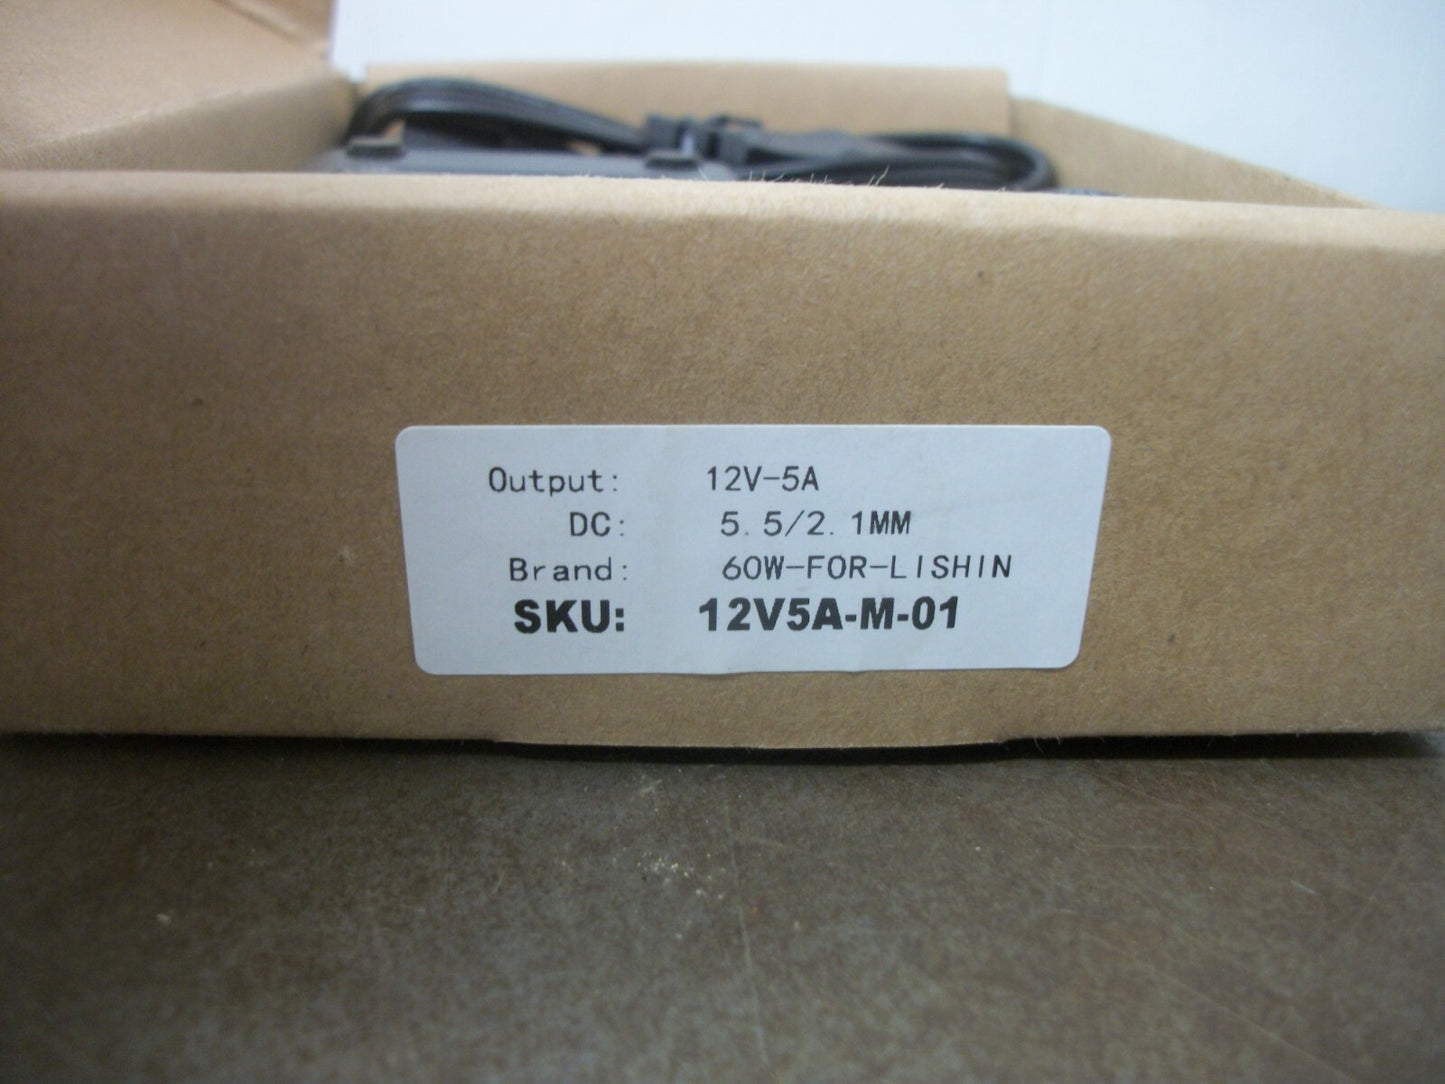 Output: 12V-5A
DC: 5.5/2.1MM
Brand: 60W-FOR-LISHIN
SKU: 12V5A-M-01